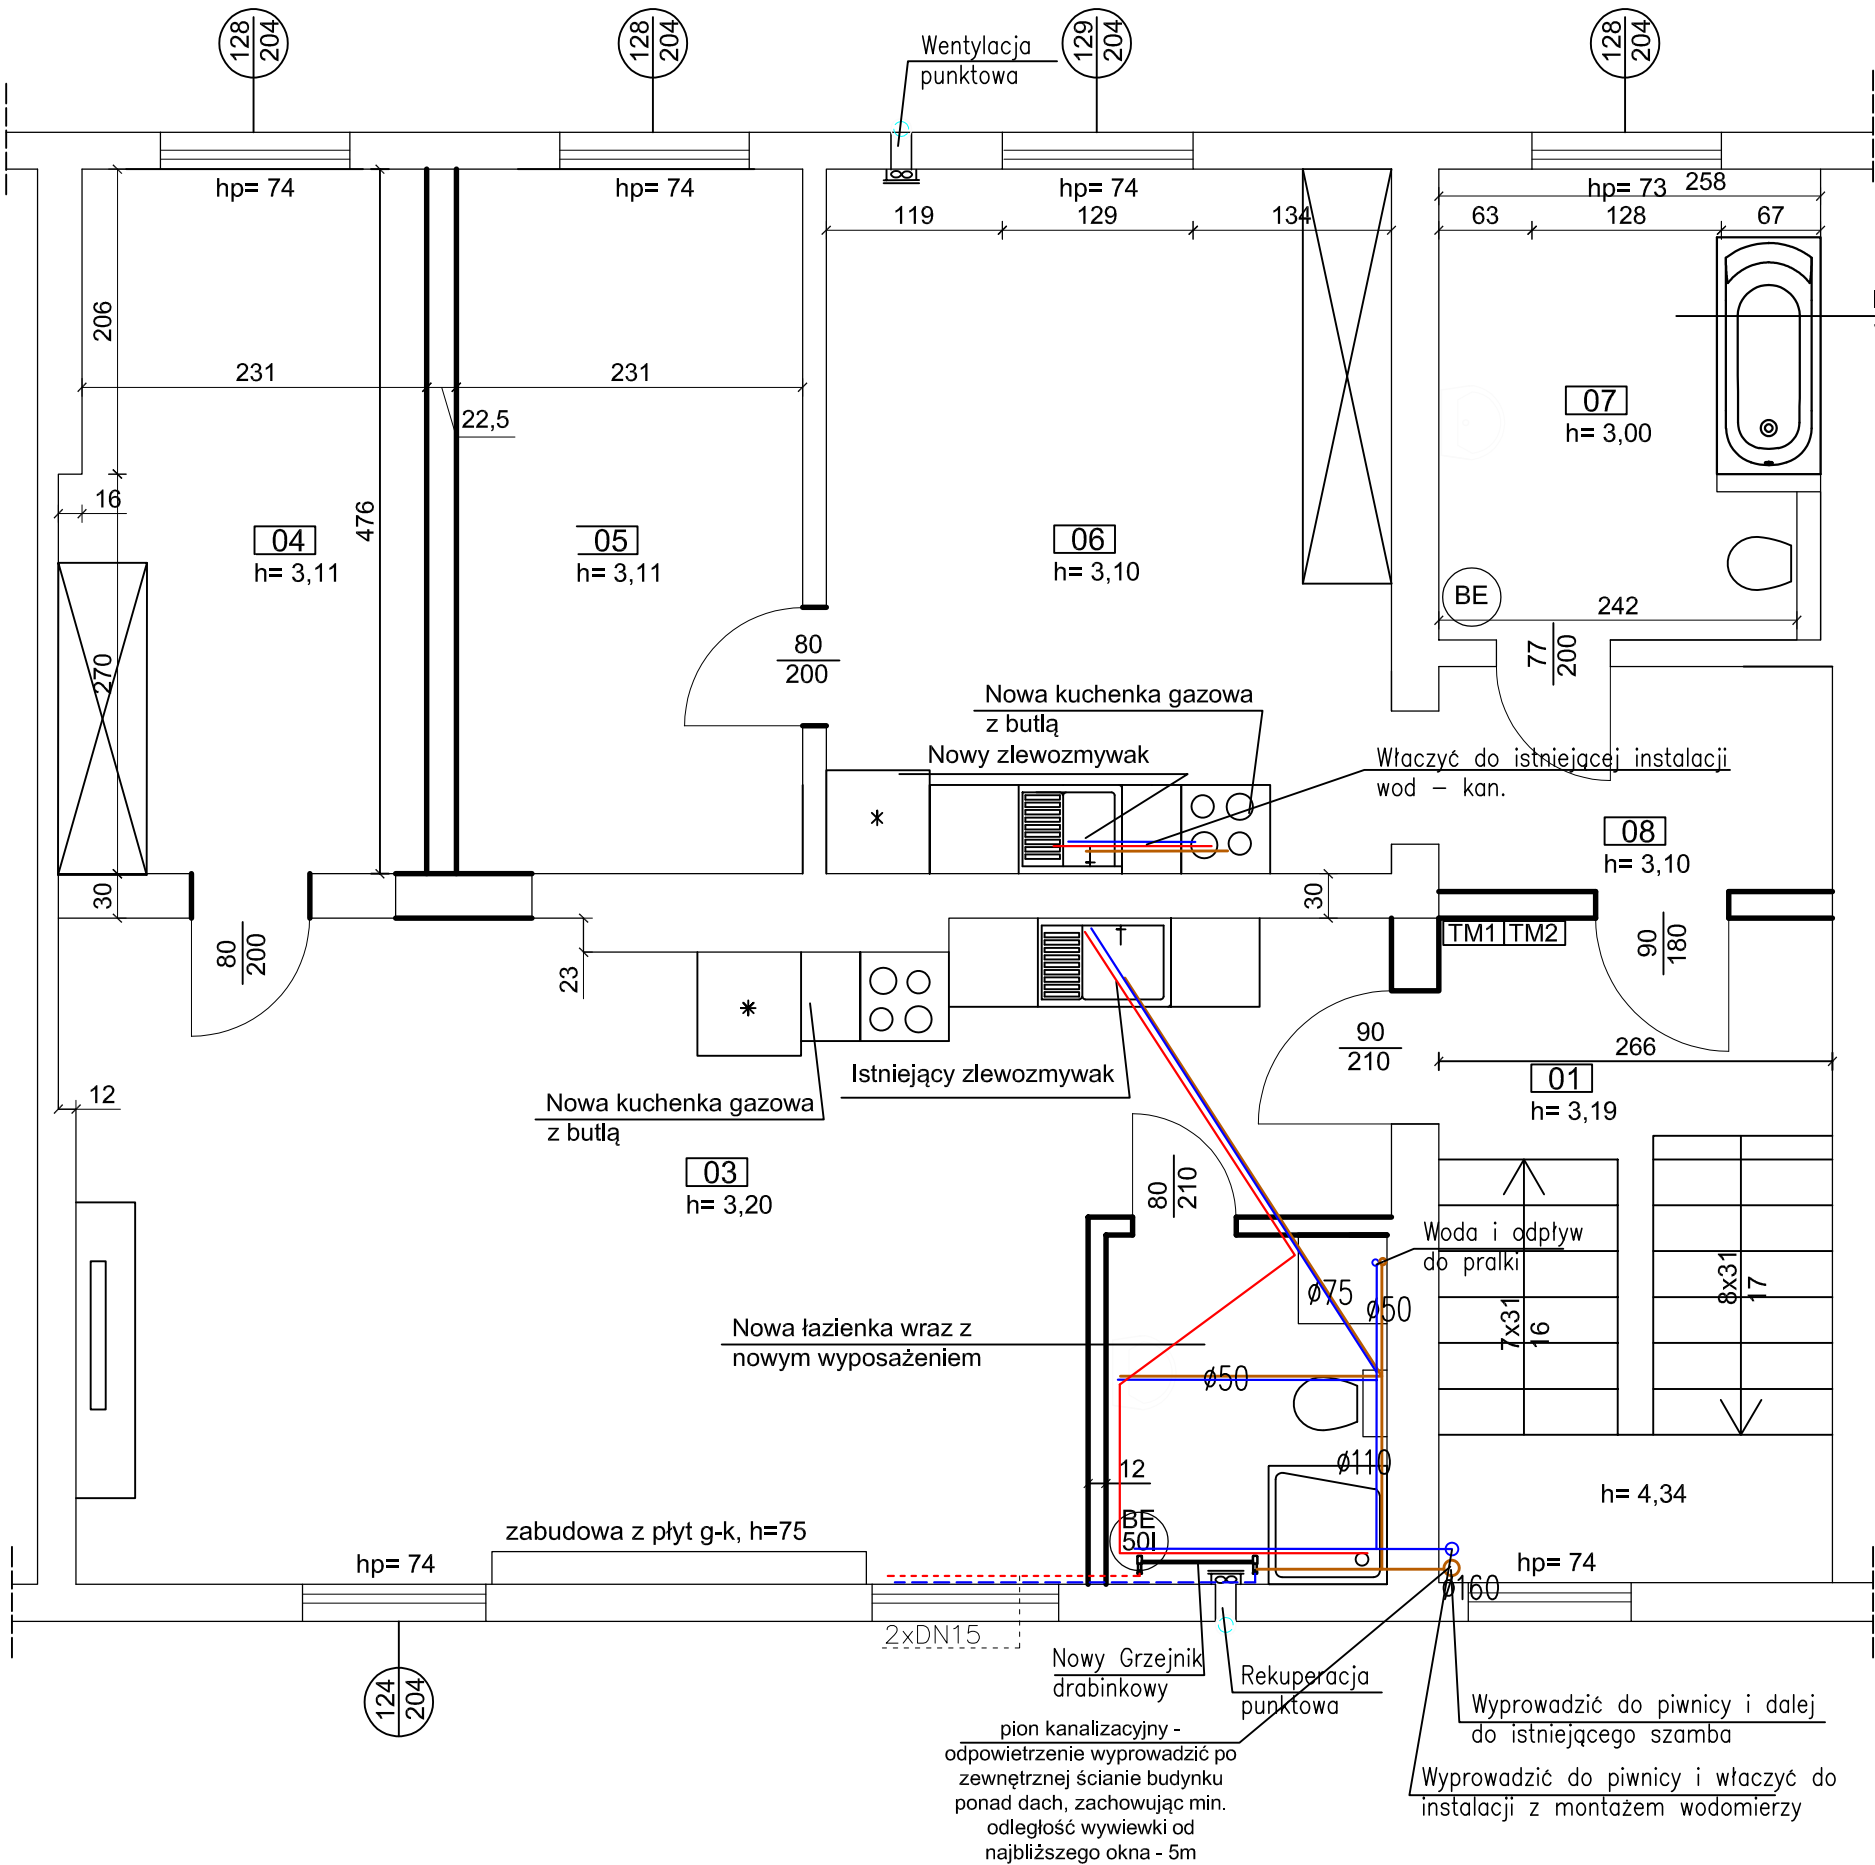 128
204
128
204
129
204
128
204
Wentylacja
punktowa
hp= 74
hp= 74
hp= 74
hp= 73
258
119
129
134
63
128
67
206
231
231
22,5
07
h= 3,00
16
476
04
h= 3,11
05
h= 3,11
06
h= 3,10
BE
242
270
80
200
77
200
Nowa kuchenka gazowa
z butlą
Nowy zlewozmywak
Włączyć do istniejącej instalacji
wod – kan.
08
h= 3,10
30
30
80
200
TM1
TM2
90
180
23
90
210
266
Istniejący zlewozmywak
01
h= 3,19
12
Nowa kuchenka gazowa
z butlą
03
h= 3,20
80
210
Woda i odpływ
do pralki
ø75
ø50
7x31
16
8x31
17
Nowa łazienka wraz z
nowym wyposażeniem
ø50
12
ø110
h= 4,34
BE
50l
zabudowa z płyt g-k, h=75
hp= 74
hp= 74
ø160
2xDN15
124
204
Nowy Grzejnik
drabinkowy
Rekuperacja
punktowa
Wyprowadzić do piwnicy i dalej
do istniejącego szamba
pion kanalizacyjny -
odpowietrzenie wyprowadzić po
zewnętrznej ścianie budynku
ponad dach, zachowując min.
odległość wywiewki od
najbliższego okna - 5m
Wyprowadzić do piwnicy i włączyć do
instalacji z montażem wodomierzy